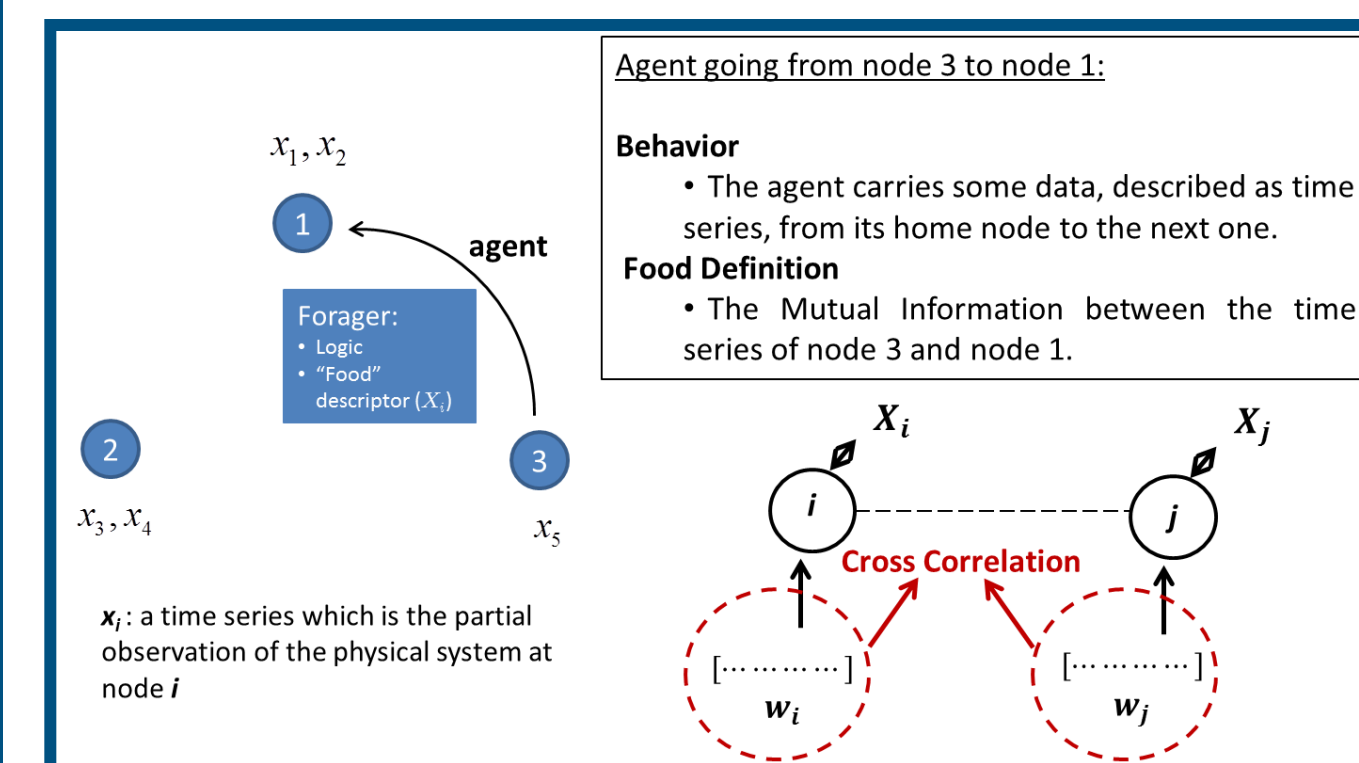 Agent going from node 3 to node 1:
Behavior
• The agent carries some data, described as time
series, from its home node to the next one.
Food Definition
• The Mutual Information between the time
series of node 3 and node 1.
x₁, x₂
1
agent
Forager:
• Logic
• “Food”
descriptor (Xᵢ)
2
3
x₃, x₄
x₅
xᵢ: a time series which is the partial
observation of the physical system at
node i
Xᵢ
Xⱼ
i
j
Cross Correlation
[… … … …]
[… … … …]
wᵢ
wⱼ